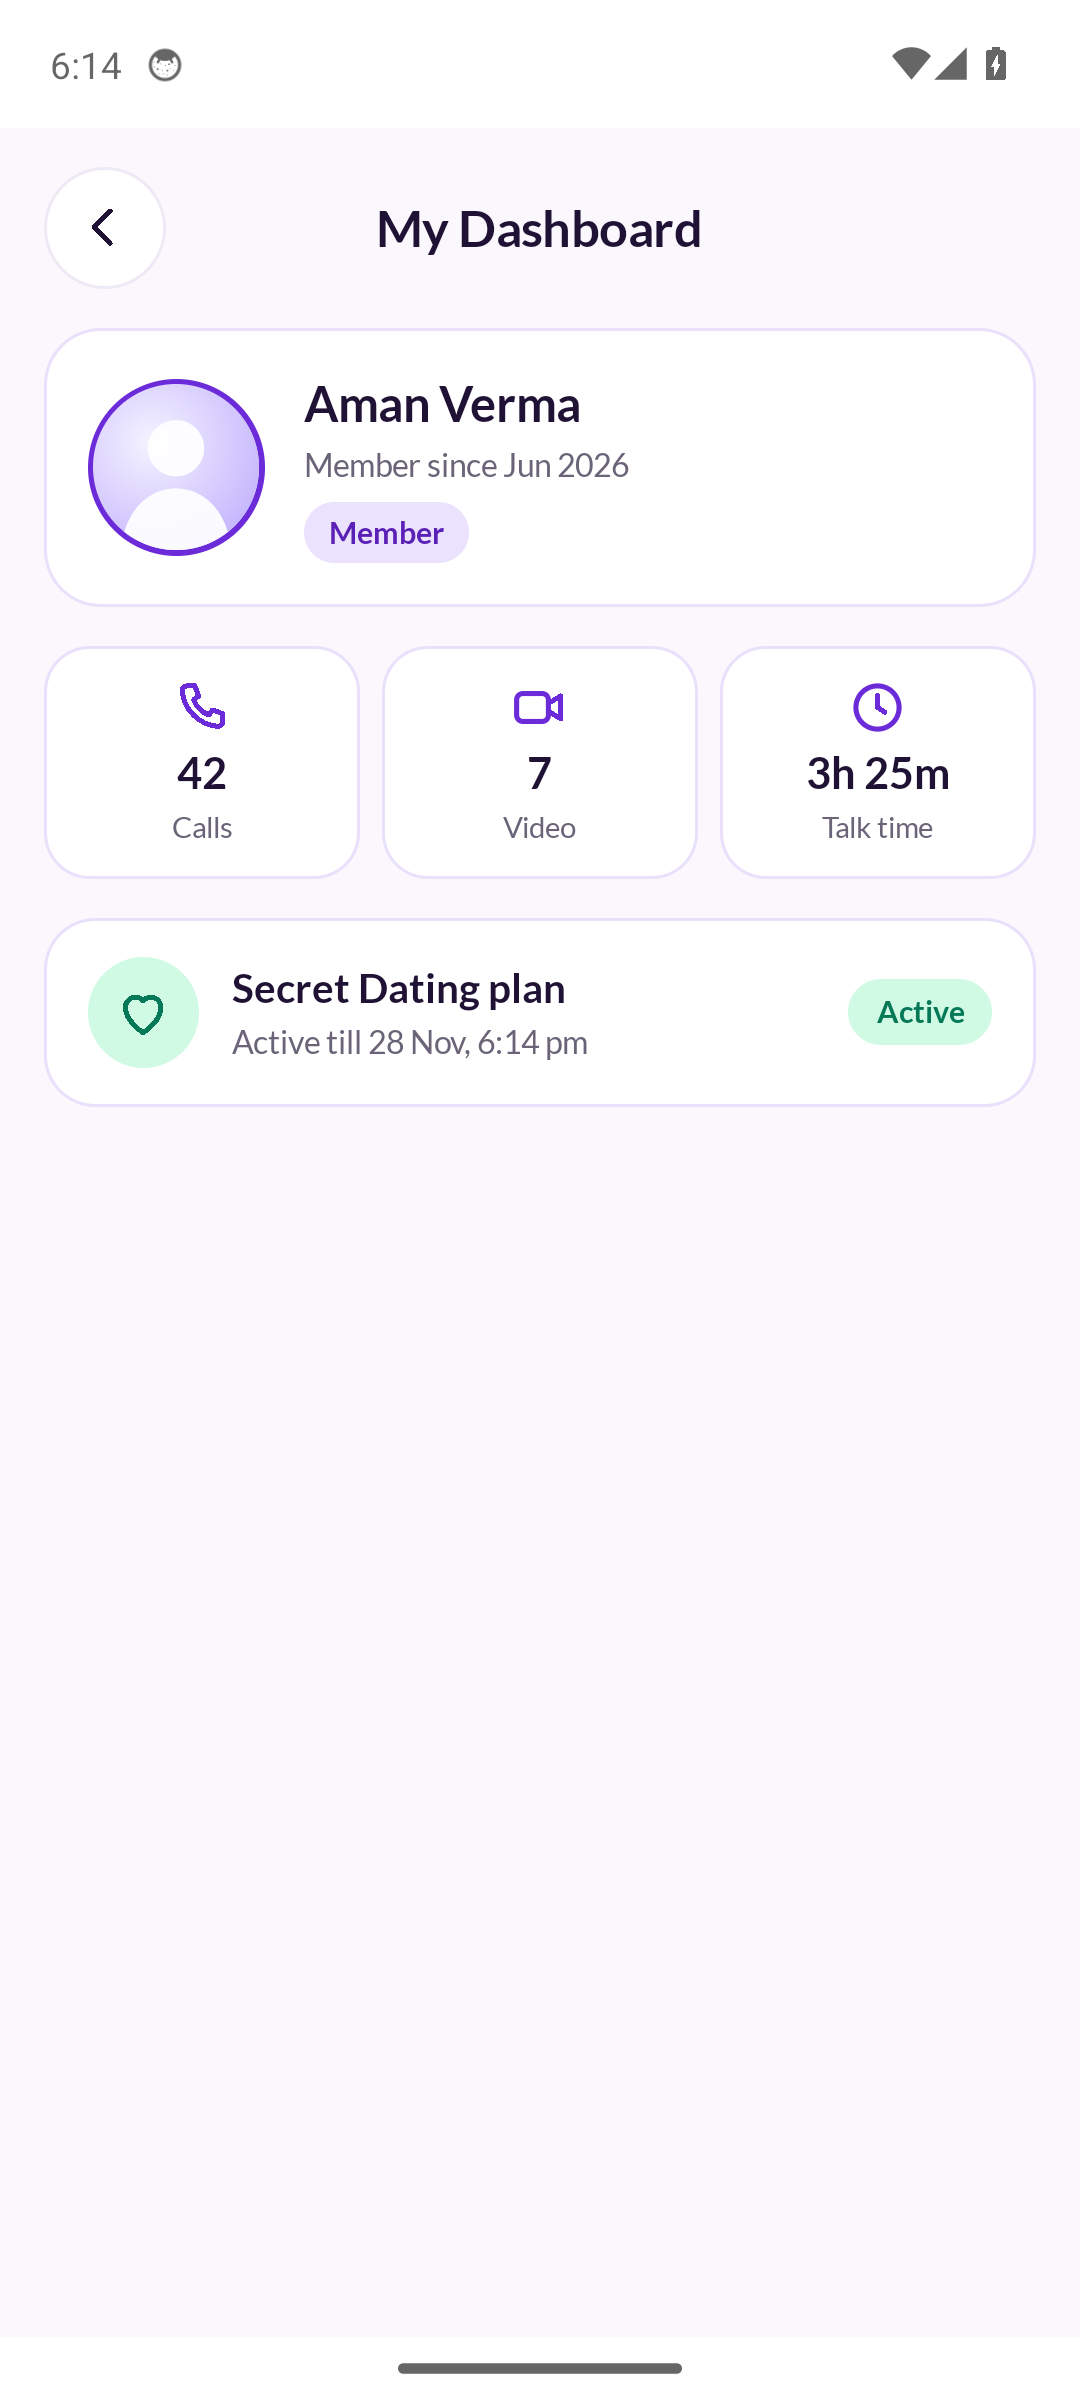 6:14
My Dashboard
Aman Verma
Member since Jun 2026
Member
42
Calls
7
Video
3h 25m
Talk time
Secret Dating plan
Active till 28 Nov, 6:14 pm
Active